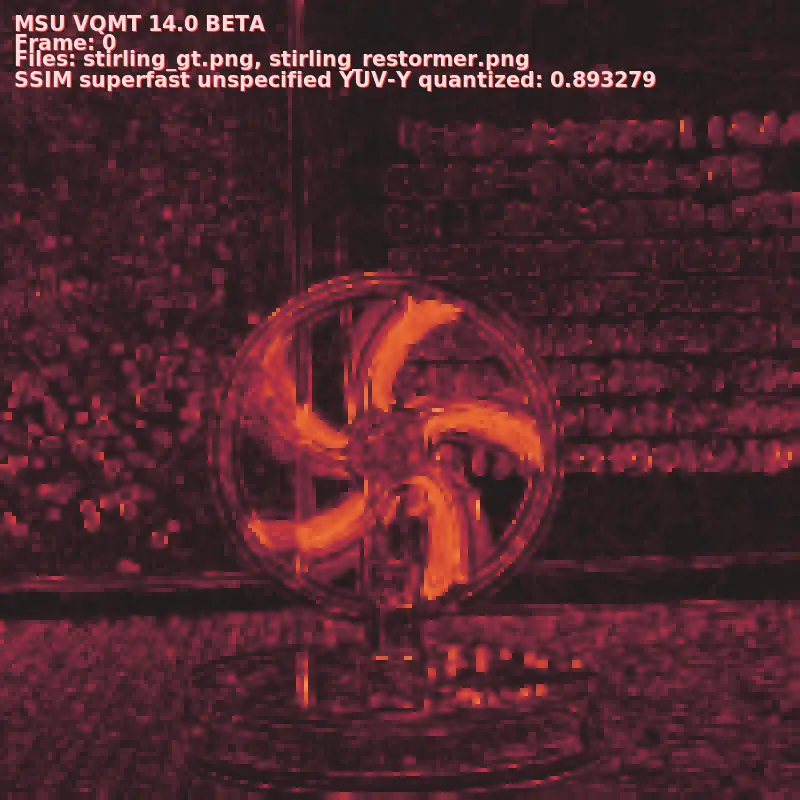 MSU VQMT 14.0 BETA
Frame: 0
Files: stirling_gt.png, stirling_restormer.png
SSIM superfast unspecified YUV-Y quantized: 0.893279